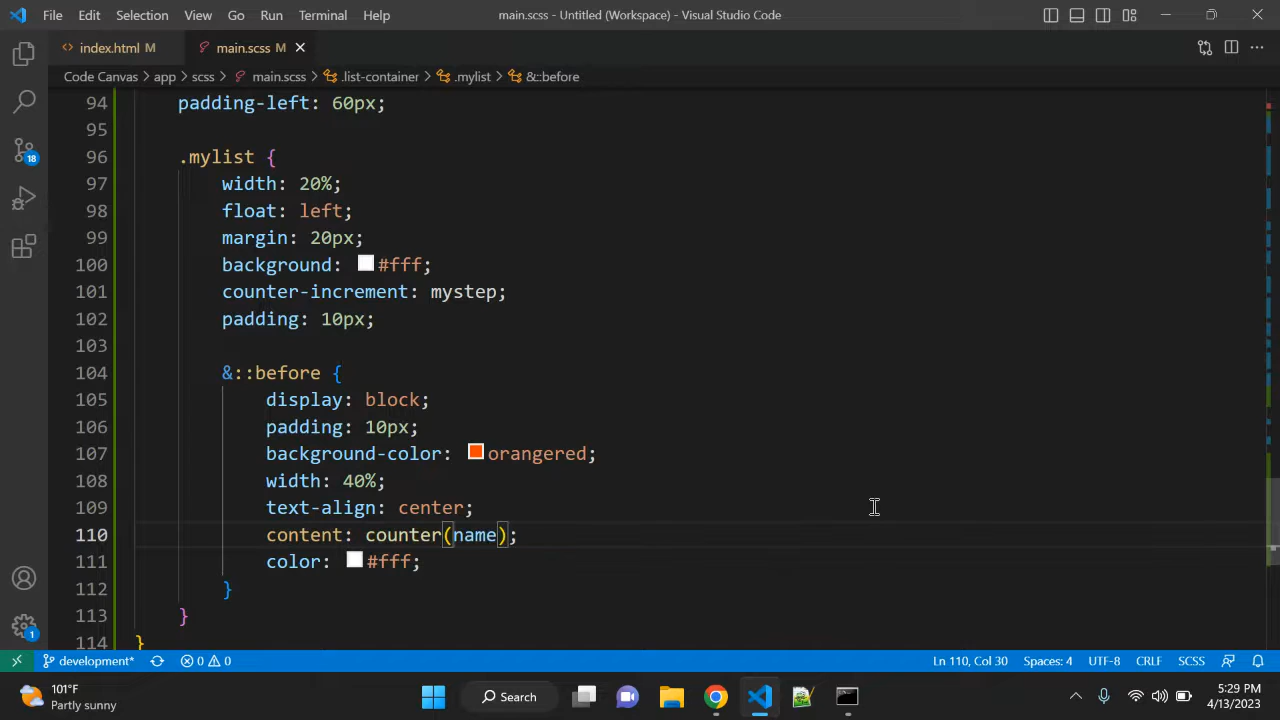 File Edit Selection View Go Run Terminal Help main.scss - Untitled (Workspace) - Visual Studio Code
index.html M main.scss M
Code Canvas > app > scss > main.scss > .list-container > .mylist > &::before
94 padding-left: 60px;
95
96 .mylist {
97 width: 20%;
98 float: left;
99 margin: 20px;
100 background: #fff;
101 counter-increment: mystep;
102 padding: 10px;
103
104 &::before {
105 display: block;
106 padding: 10px;
107 background-color: orangered;
108 width: 40%;
109 text-align: center;
110 content: counter(name);
111 color: #fff;
112 }
113 }
114 }
18
1
development* 0 0 Ln 110, Col 30 Spaces: 4 UTF-8 CRLF SCSS
101°F
Partly sunny
Search
5:29 PM
4/13/2023